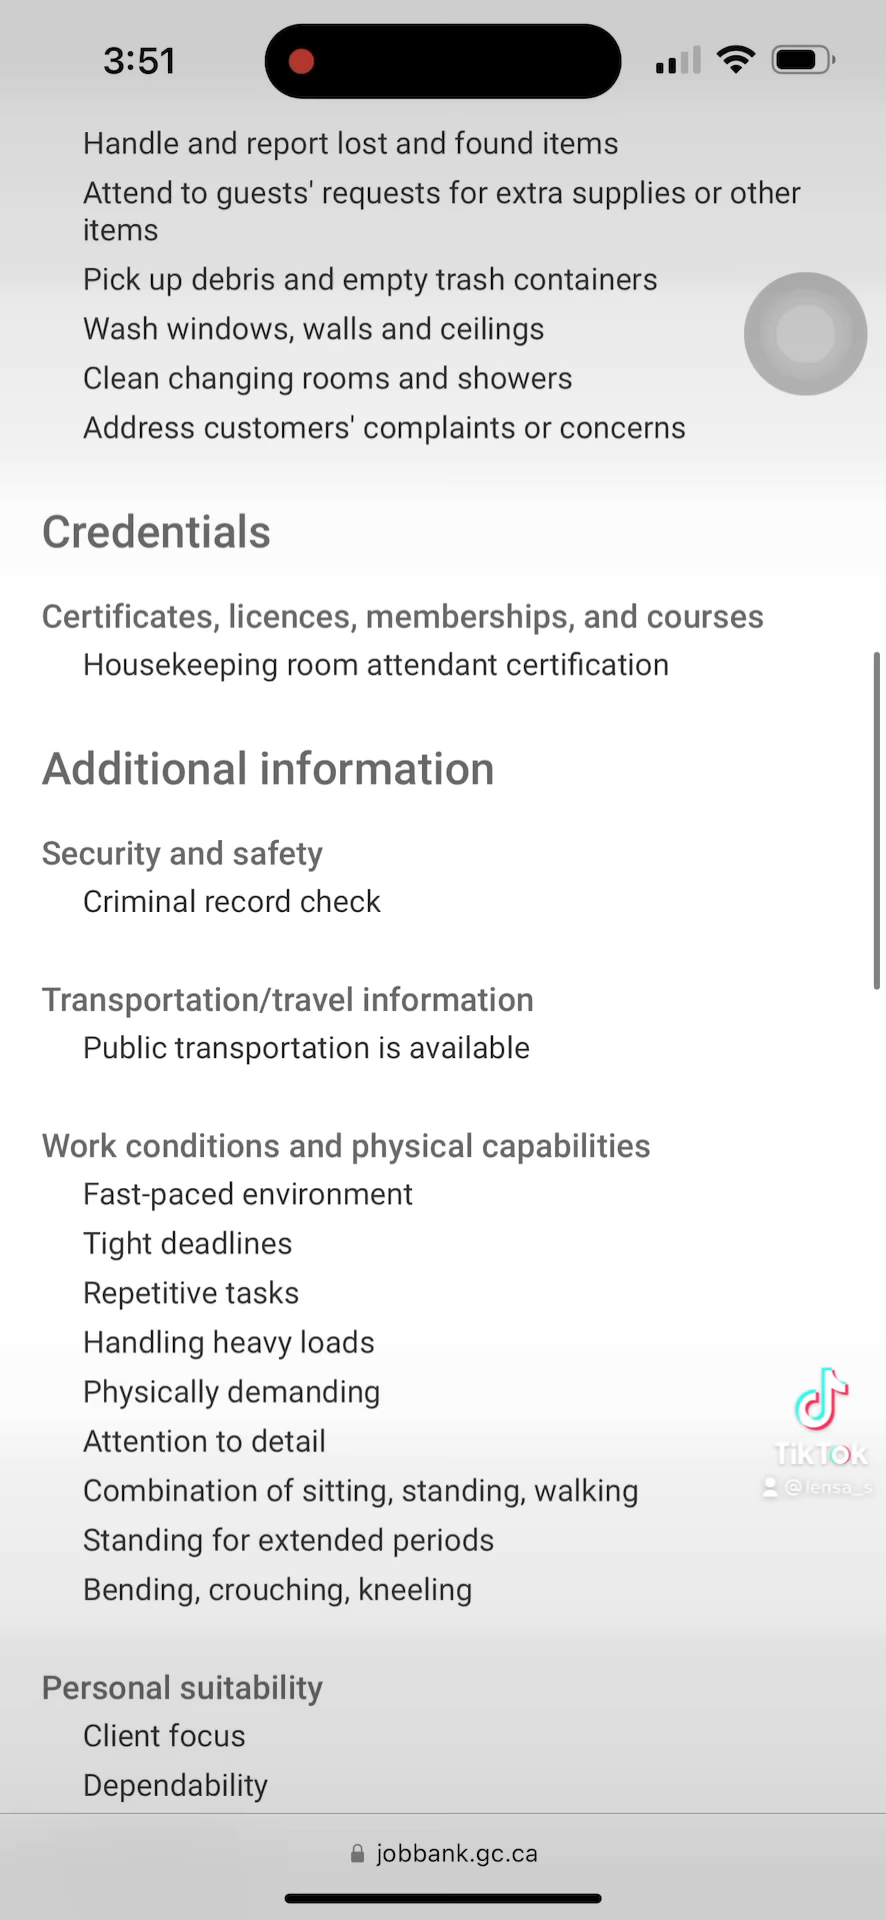 3:51
Handle and report lost and found items
Attend to guests' requests for extra supplies or other
items
Pick up debris and empty trash containers
Wash windows, walls and ceilings
Clean changing rooms and showers
Address customers' complaints or concerns
Credentials
Certificates, licences, memberships, and courses
Housekeeping room attendant certification
Additional information
Security and safety
Criminal record check
Transportation/travel information
Public transportation is available
Work conditions and physical capabilities
Fast-paced environment
Tight deadlines
Repetitive tasks
Handling heavy loads
Physically demanding
Attention to detail
Combination of sitting, standing, walking
Standing for extended periods
Bending, crouching, kneeling
TikTok
@lensa_s
Personal suitability
Client focus
Dependability
jobbank.gc.ca